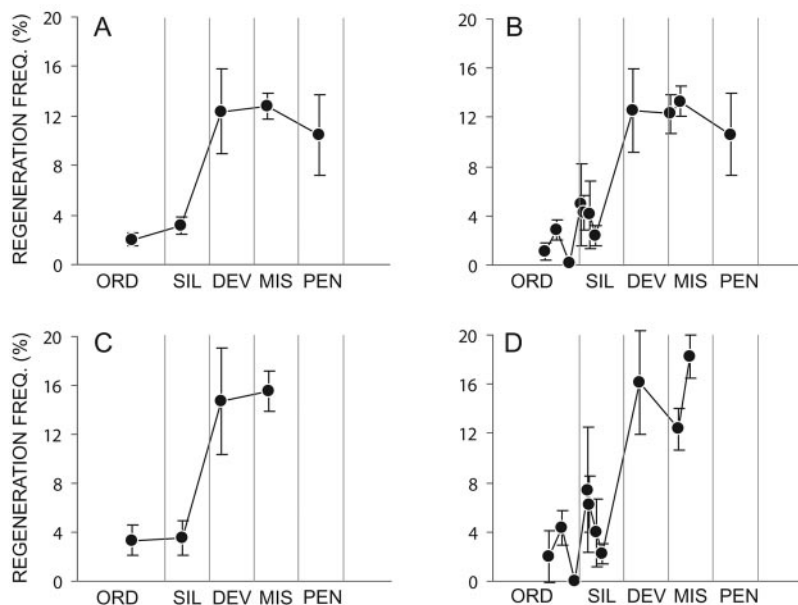 A
B
REGENERATION FREQ. (%)
20
16
12
8
4
0
20
16
12
8
4
0
ORD SIL DEV MIS PEN
ORD SIL DEV MIS PEN
C
D
REGENERATION FREQ. (%)
20
16
12
8
4
0
20
16
12
8
4
0
ORD SIL DEV MIS PEN
ORD SIL DEV MIS PEN